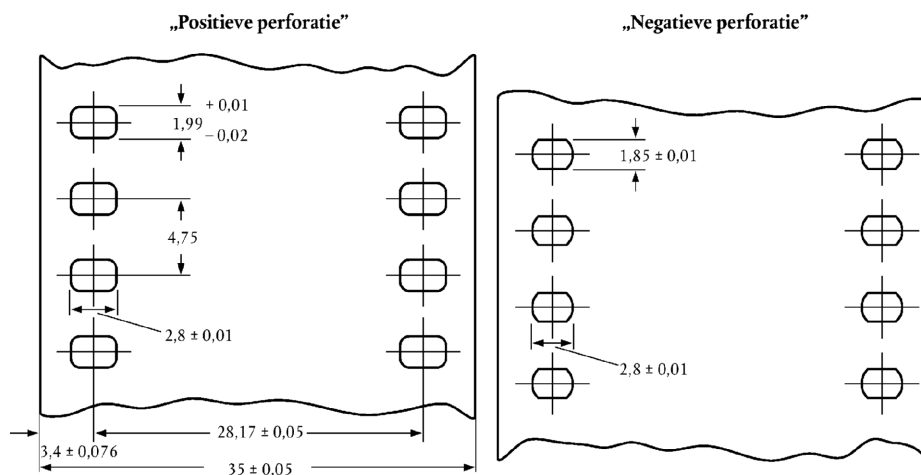 „Positieve perforatie”
+ 0,01
1,99
− 0,02
4,75
2,8 ± 0,01
28,17 ± 0,05
3,4 ± 0,076
35 ± 0,05
„Negatieve perforatie”
1,85 ± 0,01
2,8 ± 0,01